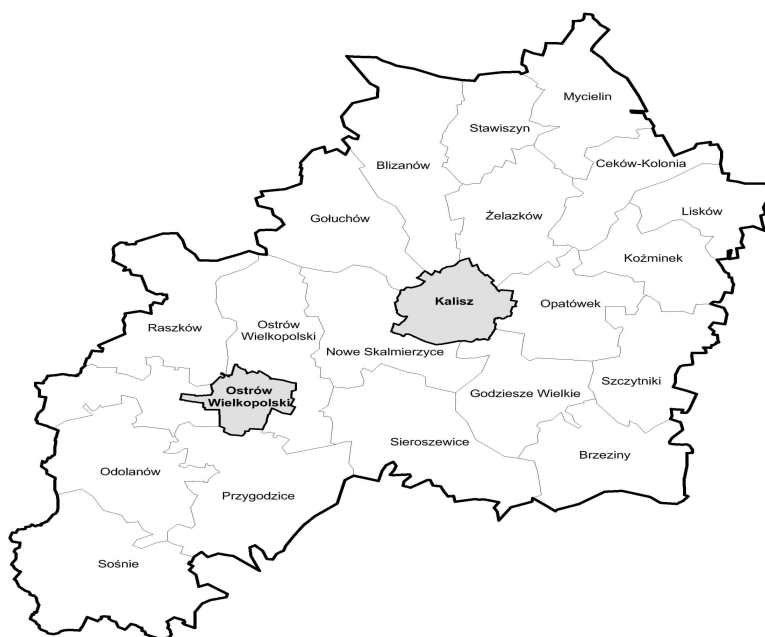 Mycielin
Stawiszyn
Blizanów
Ceków-Kolonia
Gołuchów
Żelazków
Lisków
Koźminek
Kalisz
Opatówek
Raszków
Ostrów
Wielkopolski
Nowe Skalmierzyce
Szczytniki
Ostrów
Wielkopolski
Godziesze Wielkie
Sieroszewice
Brzeziny
Odolanów
Przygodzice
Sośnie